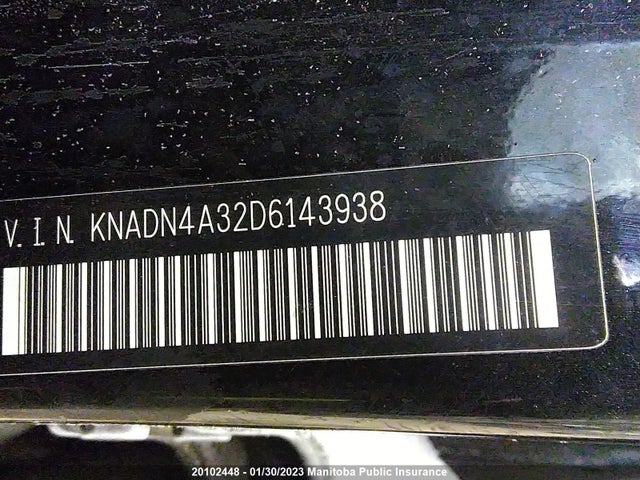 V.I.N. KNADN4A32D6143938
20102448 - 01/30/2023 Manitoba Public Insurance